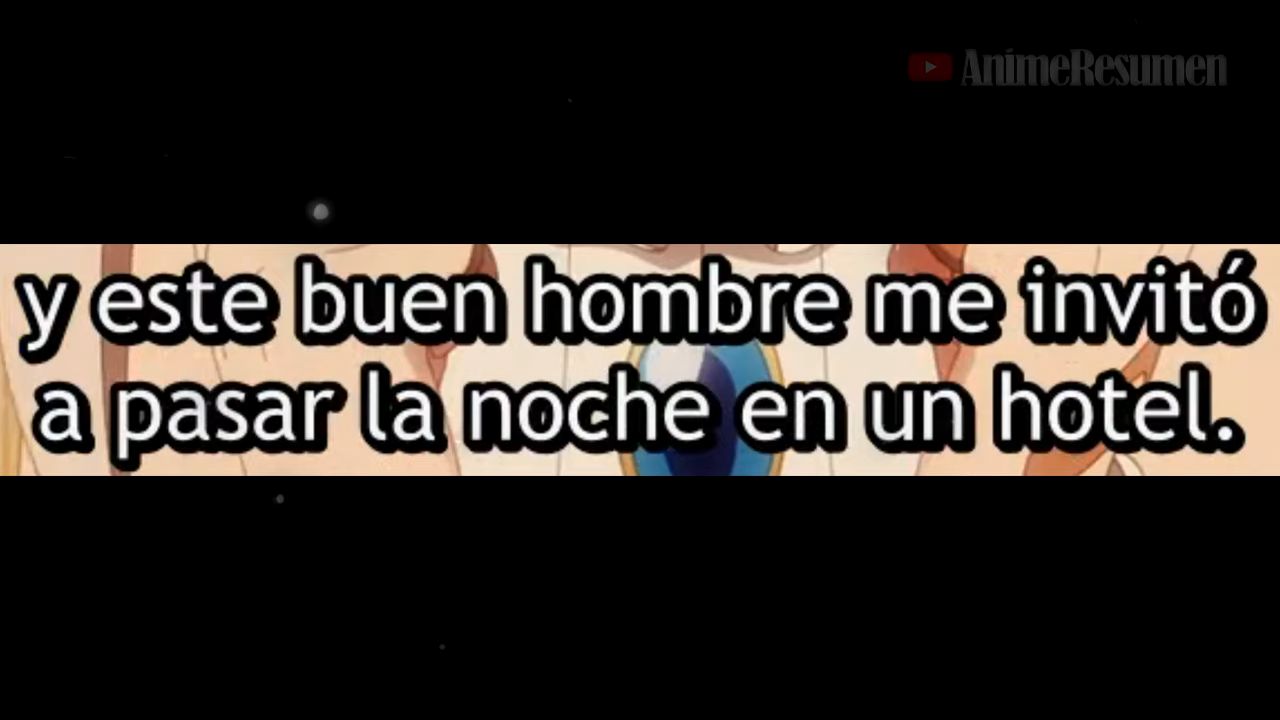 AnimeResumen
y este buen hombre me invitó
a pasar la noche en un hotel.